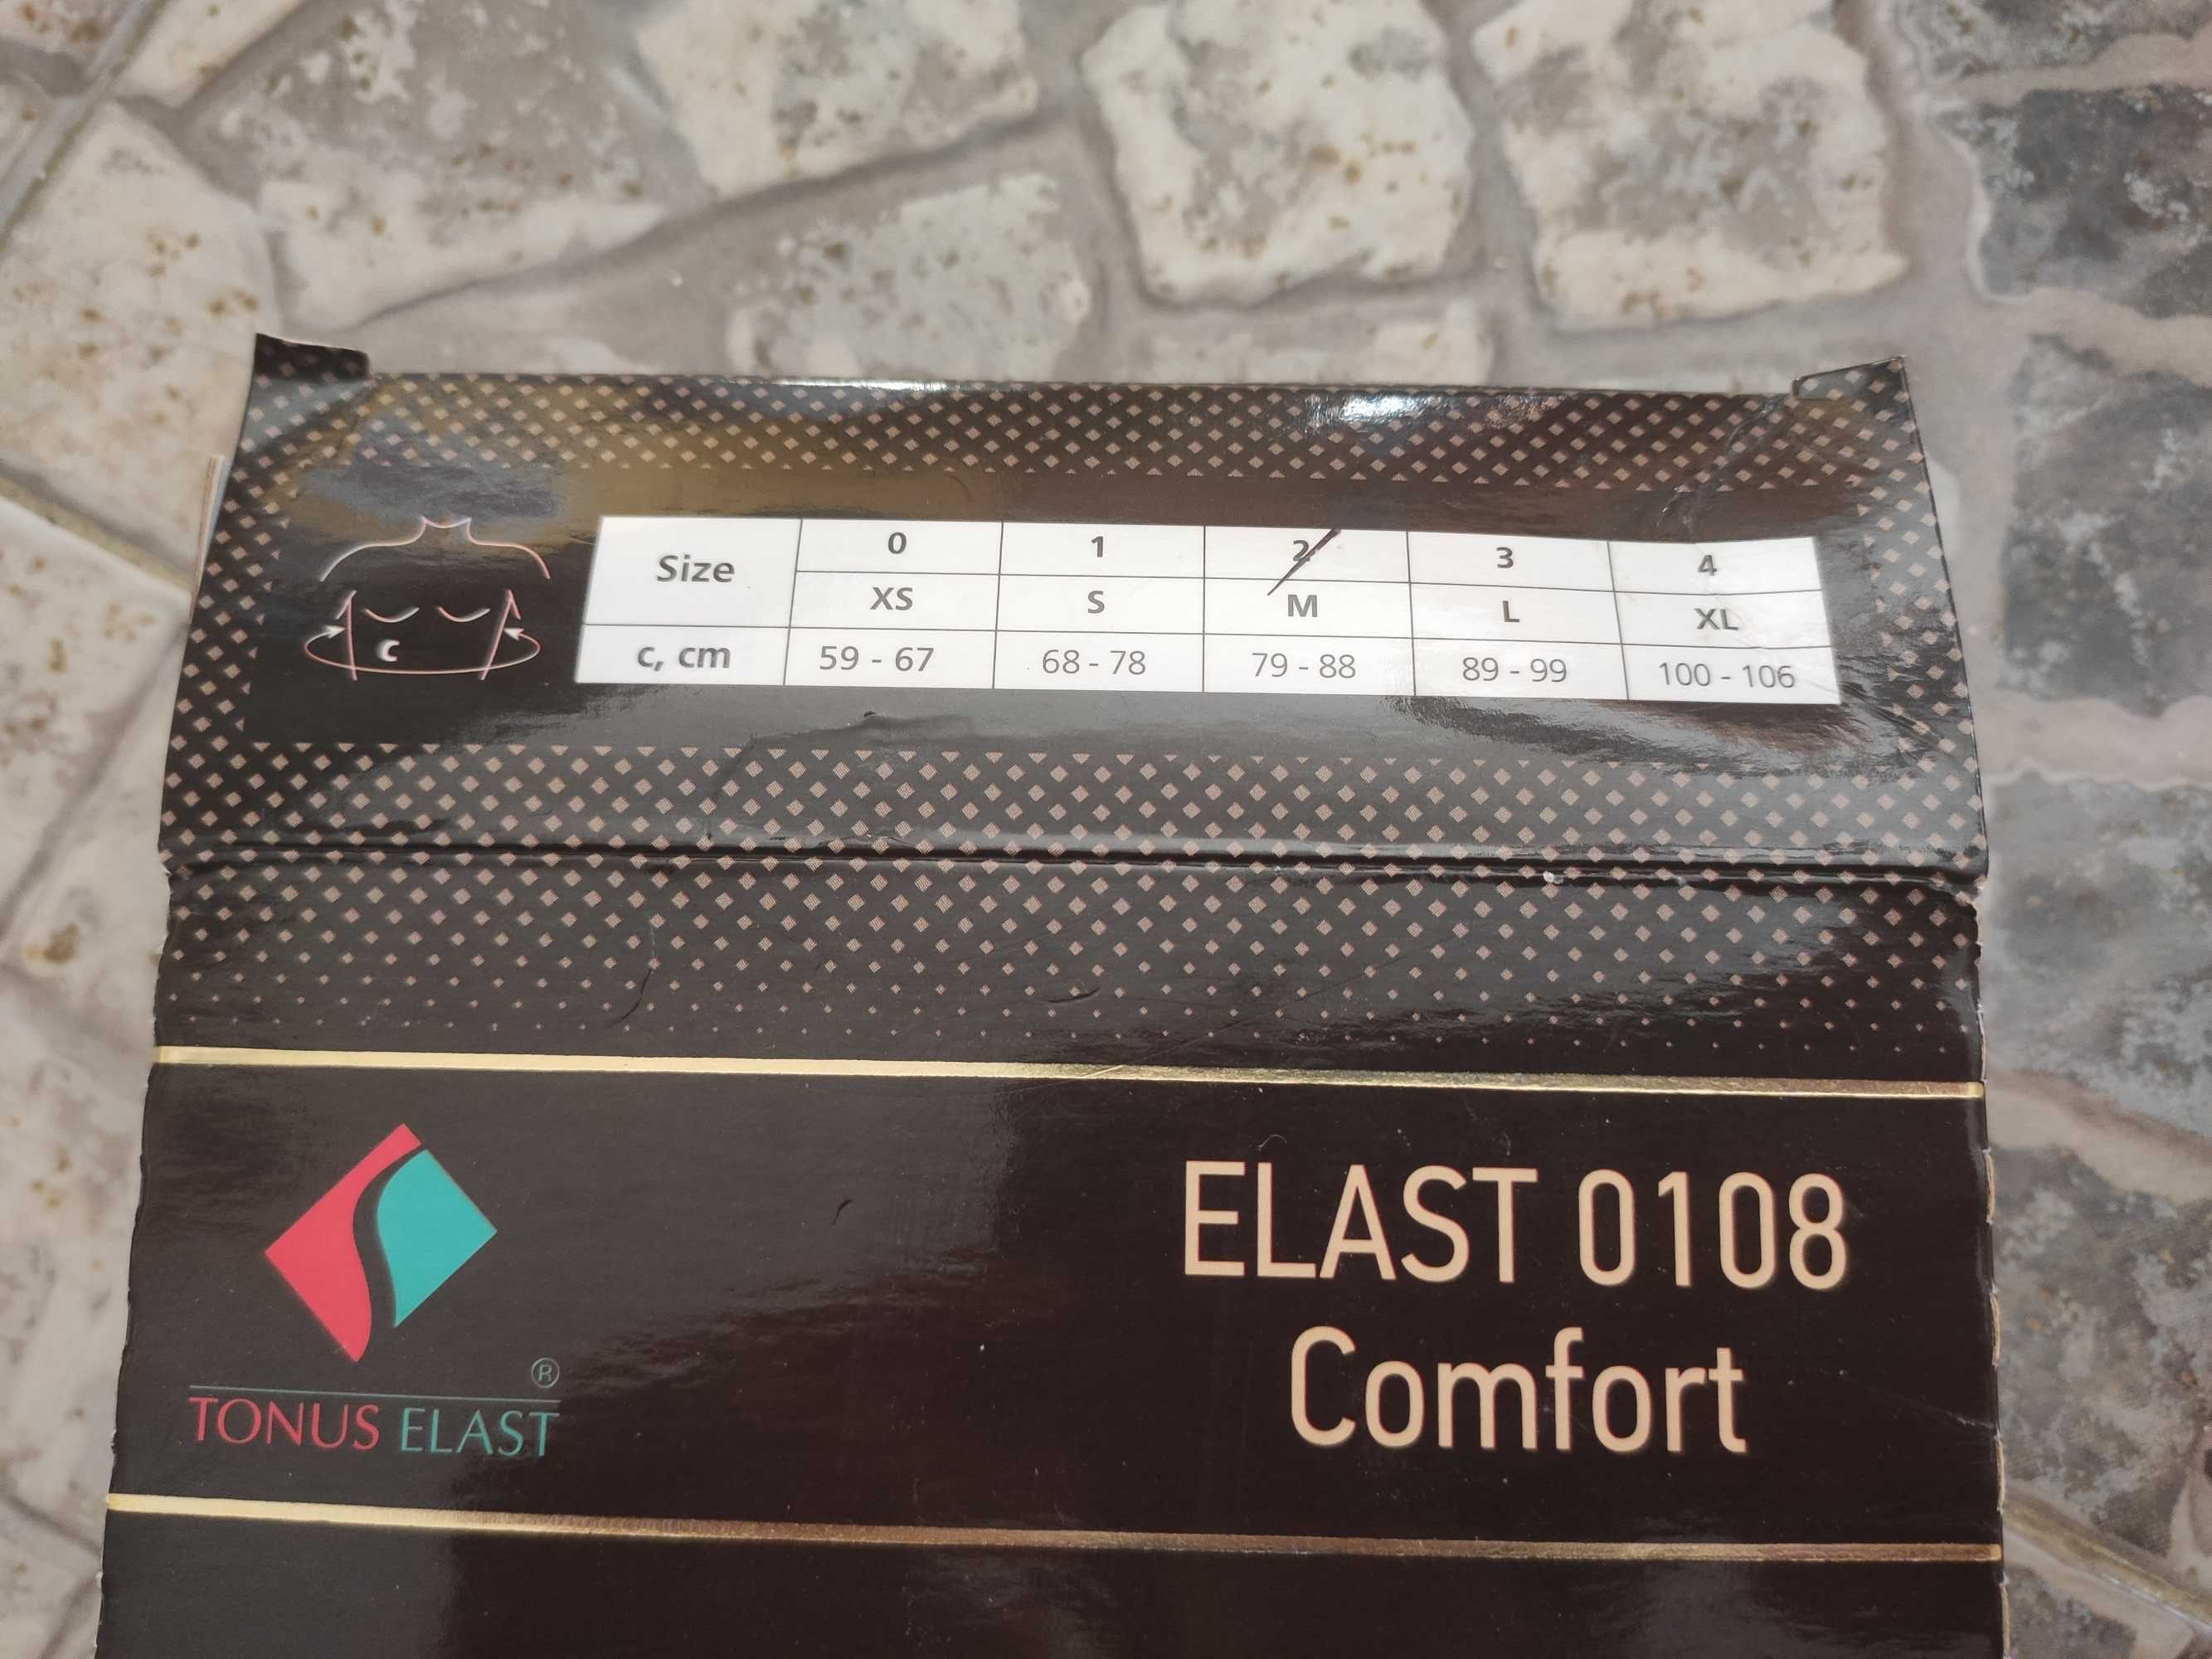 Size 0 1 2 3 4
XS S M L XL
c, cm 59 - 67 68 - 78 79 - 88 89 - 99 100 - 106
c
ELAST 0108
Comfort
®
TONUS ELAST